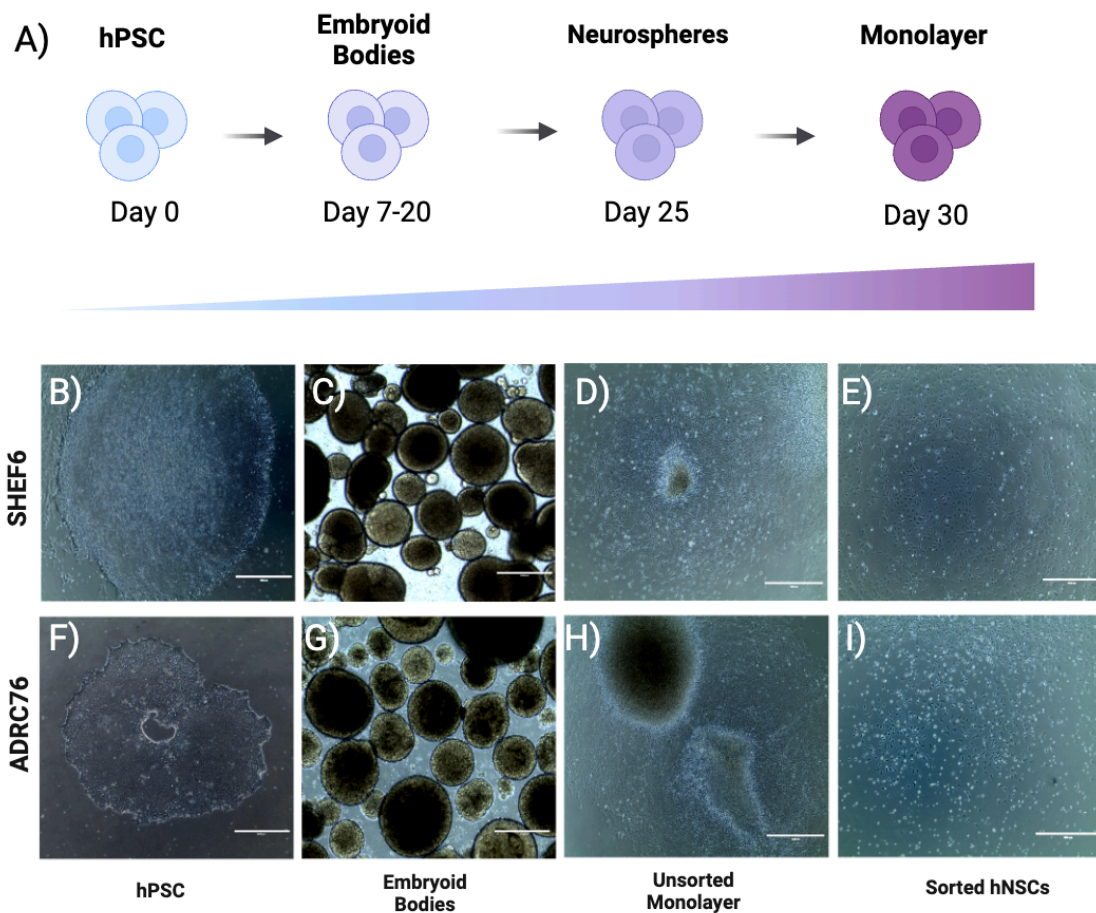 A)
hPSC
Embryoid
Bodies
Neurospheres
Monolayer
Day 0
Day 7-20
Day 25
Day 30
SHEF6
B)
C)
D)
E)
ADRC76
F)
G)
H)
I)
hPSC
Embryoid
Bodies
Unsorted
Monolayer
Sorted hNSCs